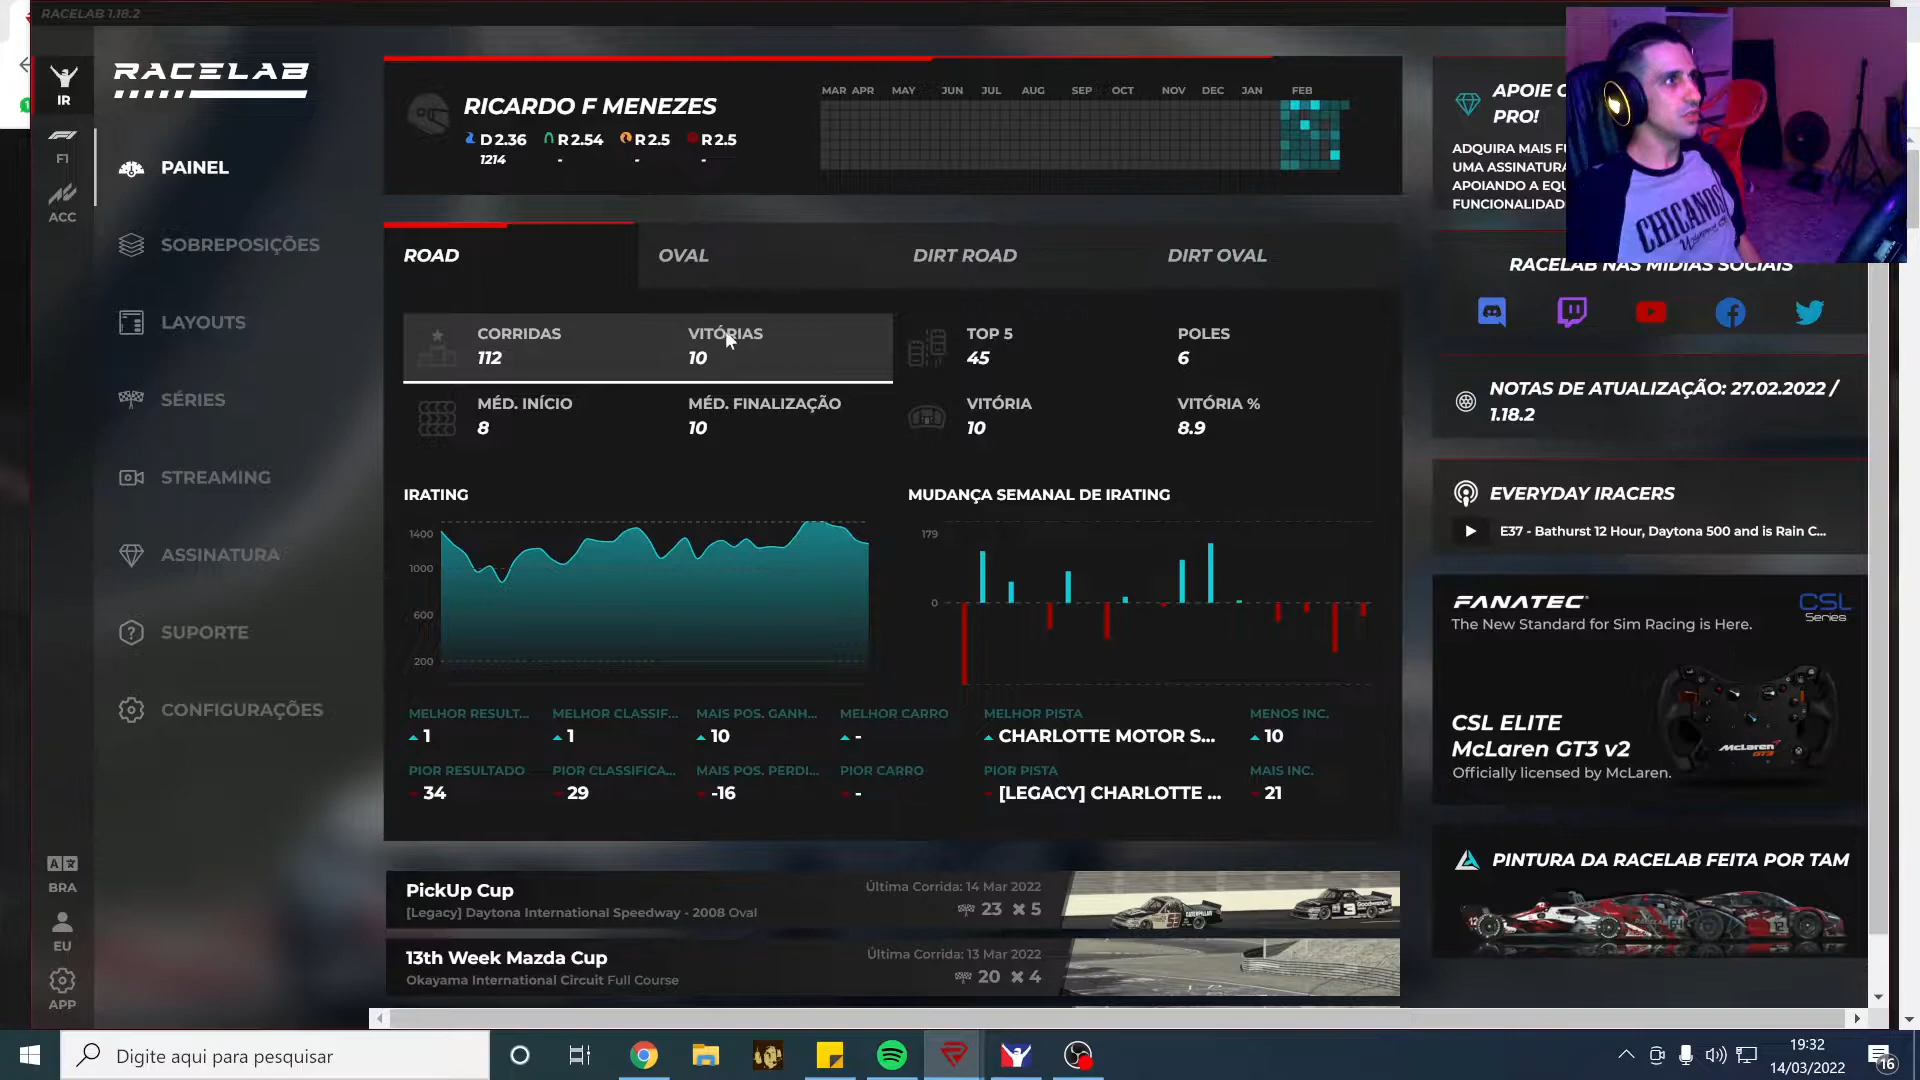 RACELAB 1.18.2
IR
F1
ACC
RACELAB
PAINEL
SOBREPOSIÇÕES
LAYOUTS
SÉRIES
STREAMING
ASSINATURA
SUPORTE
CONFIGURAÇÕES
BRA
EU
APP
RICARDO F MENEZES
D 2.36 R 2.54 R 2.5 R 2.5
1214 - - -
MAR APR MAY JUN JUL AUG SEP OCT NOV DEC JAN FEB
ROAD OVAL DIRT ROAD DIRT OVAL
CORRIDAS VITÓRIAS TOP 5 POLES
112 10 45 6
MÉD. INÍCIO MÉD. FINALIZAÇÃO VITÓRIA VITÓRIA %
8 10 10 8.9
IRATING
1400
1000
600
200
MUDANÇA SEMANAL DE IRATING
179
0
MELHOR RESULT... MELHOR CLASSIF... MAIS POS. GANH... MELHOR CARRO MELHOR PISTA MENOS INC.
1 1 10 - CHARLOTTE MOTOR S... 10
PIOR RESULTADO PIOR CLASSIFICA... MAIS POS. PERDI... PIOR CARRO PIOR PISTA MAIS INC.
34 29 -16 - [LEGACY] CHARLOTTE ... 21
PickUp Cup
[Legacy] Daytona International Speedway - 2008 Oval
Última Corrida: 14 Mar 2022
23 5
13th Week Mazda Cup
Okayama International Circuit Full Course
Última Corrida: 13 Mar 2022
20 4
APOIE
PRO!
ADQUIRA MAIS
UMA ASSINATURA
APOIANDO A
CHICANOS
RACELAB NAS MÍDIAS SOCIAIS
NOTAS DE ATUALIZAÇÃO: 27.02.2022 /
1.18.2
EVERYDAY IRACERS
E37 - Bathurst 12 Hour, Daytona 500 and is Rain C...
FANATEC
CSL
Series
The New Standard for Sim Racing is Here.
CSL ELITE
McLaren GT3 v2
Officially licensed by McLaren.
McLaren
PINTURA DA RACELAB FEITA POR TAM
Digite aqui para pesquisar
19:32
14/03/2022
16